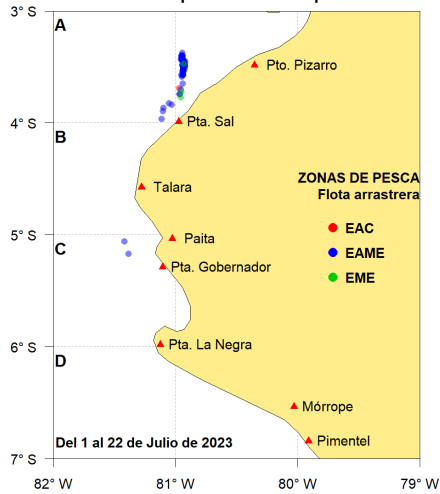 3° S
A
Pto. Pizarro
4° S
Pta. Sal
B
ZONAS DE PESCA
Flota arrastrera
Talara
EAC
5° S
Paita
C
EAME
Pta. Gobernador
EME
6° S
Pta. La Negra
D
Mórrope
Del 1 al 22 de Julio de 2023
Pimentel
7° S
82° W
81° W
80° W
79° W